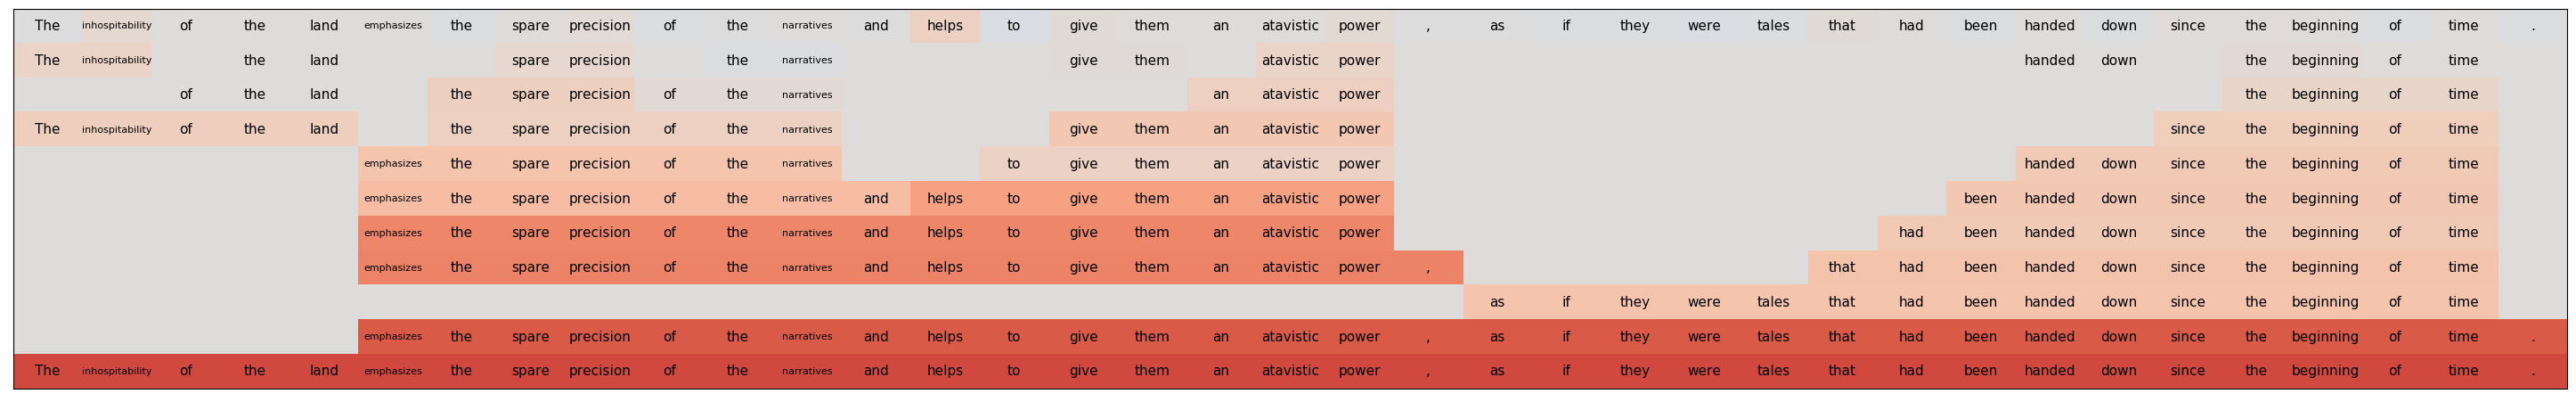 The inhospitability of the land emphasizes the spare precision of the narratives and helps to give them an atavistic power , as if they were tales that had been handed down since the beginning of time .
The inhospitability the land spare precision the narratives give them atavistic power handed down the beginning of time
of the land the spare precision of the narratives an atavistic power the beginning of time
The inhospitability of the land the spare precision of the narratives give them an atavistic power since the beginning of time
emphasizes the spare precision of the narratives to give them an atavistic power handed down since the beginning of time
emphasizes the spare precision of the narratives and helps to give them an atavistic power been handed down since the beginning of time
emphasizes the spare precision of the narratives and helps to give them an atavistic power had been handed down since the beginning of time
emphasizes the spare precision of the narratives and helps to give them an atavistic power , that had been handed down since the beginning of time
as if they were tales that had been handed down since the beginning of time
emphasizes the spare precision of the narratives and helps to give them an atavistic power , as if they were tales that had been handed down since the beginning of time .
The inhospitability of the land emphasizes the spare precision of the narratives and helps to give them an atavistic power , as if they were tales that had been handed down since the beginning of time .